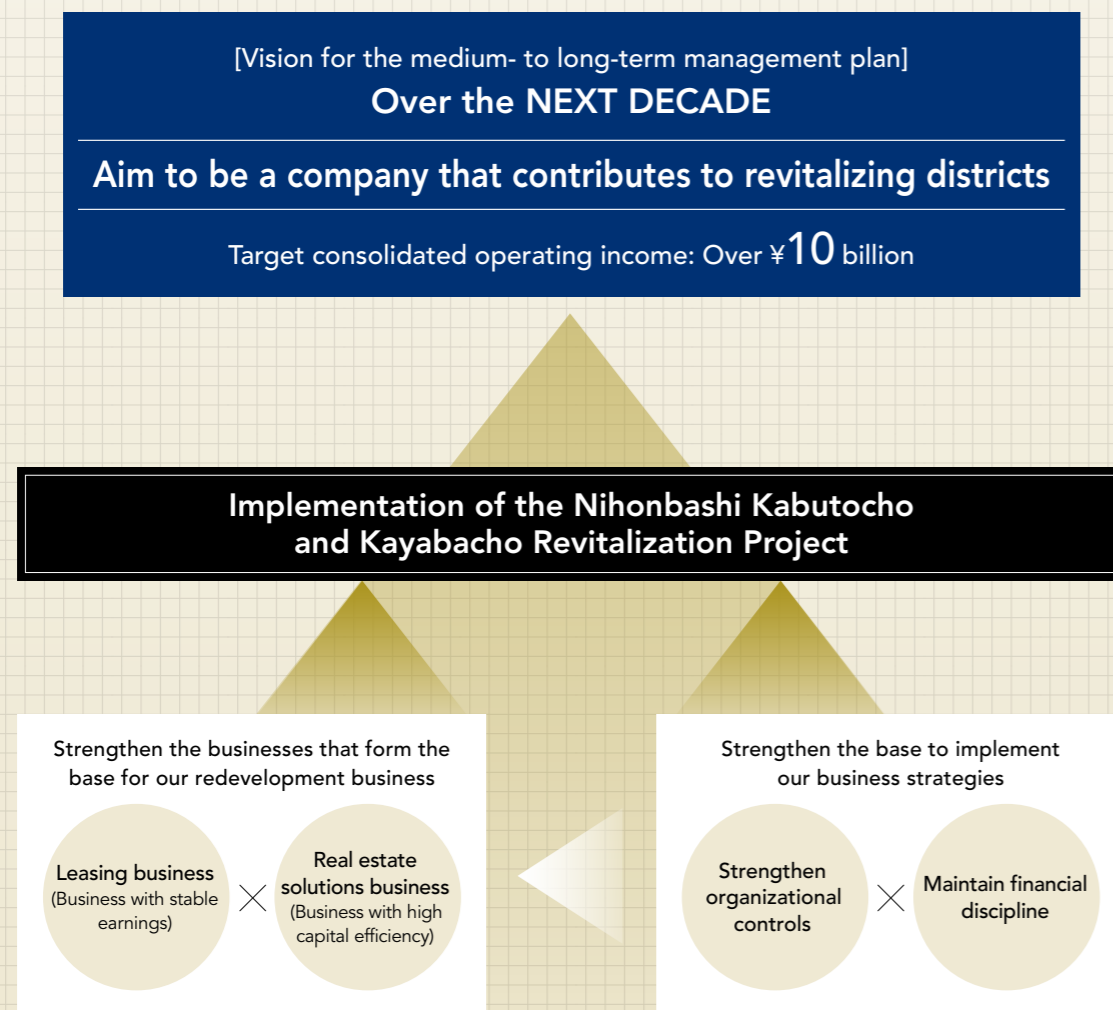 [Vision for the medium- to long-term management plan]
Over the NEXT DECADE
Aim to be a company that contributes to revitalizing districts
Target consolidated operating income: Over ¥10 billion
Implementation of the Nihonbashi Kabutocho
and Kayabacho Revitalization Project
Strengthen the businesses that form the
base for our redevelopment business
Leasing business
(Business with stable
earnings)
×
Real estate
solutions business
(Business with high
capital efficiency)
Strengthen the base to implement
our business strategies
Strengthen
organizational
controls
×
Maintain financial
discipline